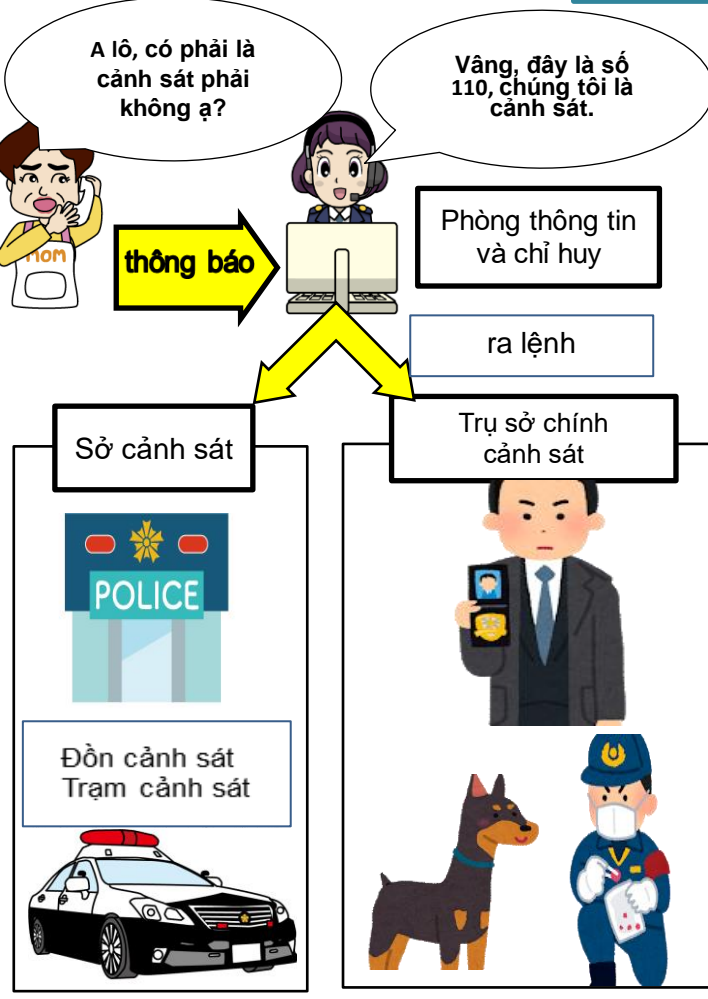 A lô, có phải là
cảnh sát phải
không ạ?
Vâng, đây là số
110, chúng tôi là
cảnh sát.
MOM
thông báo
Phòng thông tin
và chỉ huy
ra lệnh
Sở cảnh sát
Trụ sở chính
cảnh sát
POLICE
Đồn cảnh sát
Trạm cảnh sát